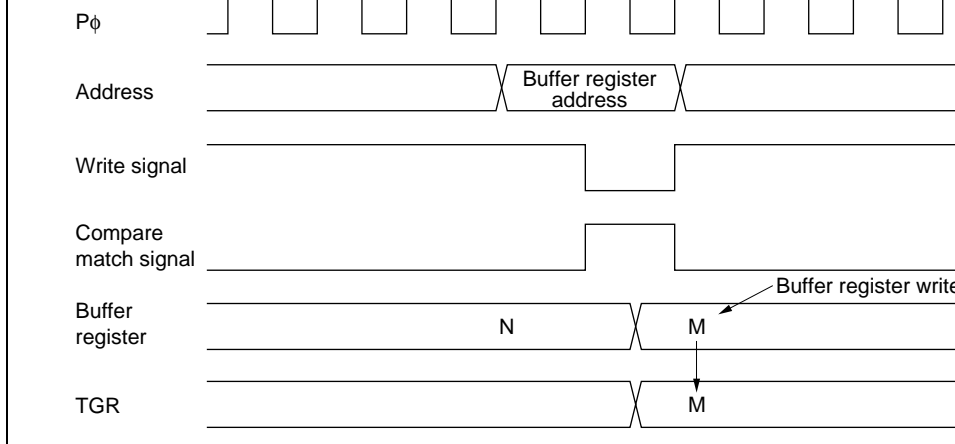 Pϕ
Address
Buffer register
address
Write signal
Compare
match signal
Buffer register write
Buffer
register
N
M
TGR
M